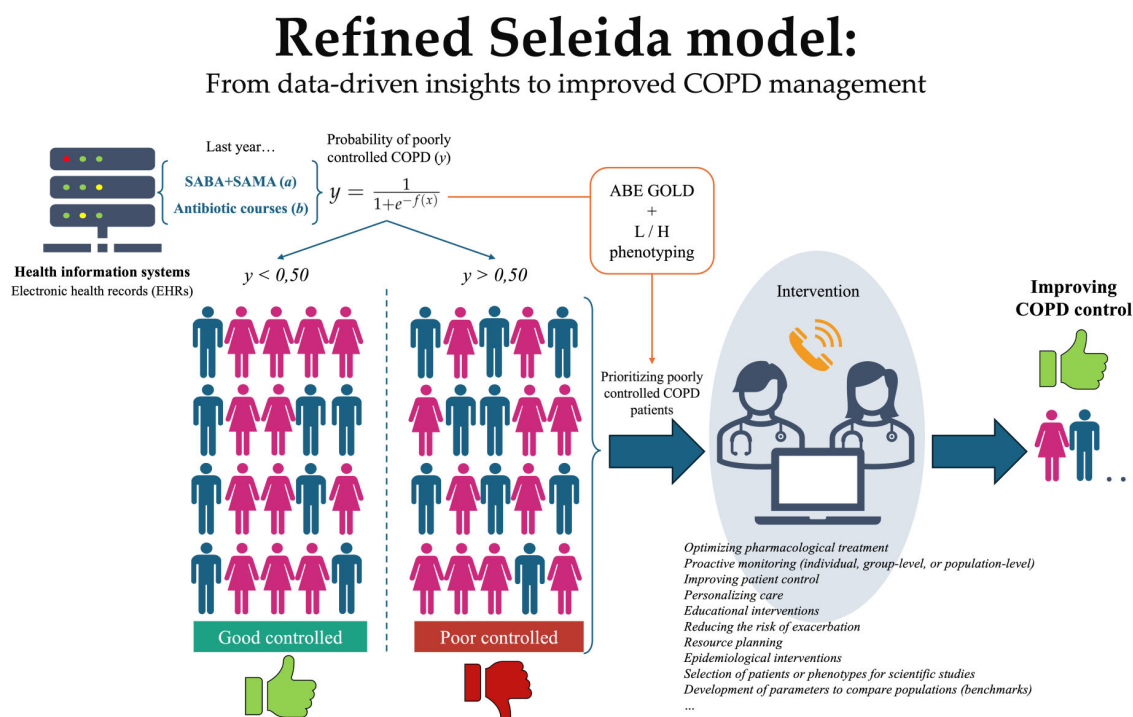 Refined Seleida model:
From data-driven insights to improved COPD management
Last year…
SABA+SAMA (a)
Antibiotic courses (b)
Probability of poorly
controlled COPD (y)
y = 1 / 1+e^{-f(x)}
ABE GOLD
+
L / H
phenotyping
Health information systems
Electronic health records (EHRs)
y < 0,50
y > 0,50
Good controlled
Poor controlled
Prioritizing poorly
controlled COPD
patients
Intervention
Optimizing pharmacological treatment
Proactive monitoring (individual, group-level, or population-level)
Improving patient control
Personalizing care
Educational interventions
Reducing the risk of exacerbation
Resource planning
Epidemiological interventions
Selection of patients or phenotypes for scientific studies
Development of parameters to compare populations (benchmarks)
…
Improving
COPD control
..